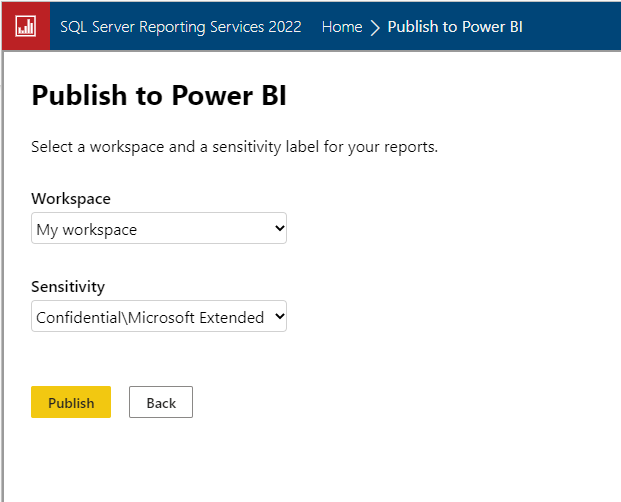 SQL Server Reporting Services 2022 Home > Publish to Power BI
Publish to Power BI
Select a workspace and a sensitivity label for your reports.
Workspace
My workspace
Sensitivity
Confidential\Microsoft Extended
Publish Back